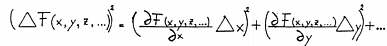 (△F(x,y,z,...))² = (∂F(x,y,z,...)/∂x △x)² + (∂F(x,y,z,...)/∂y △y)² + ...